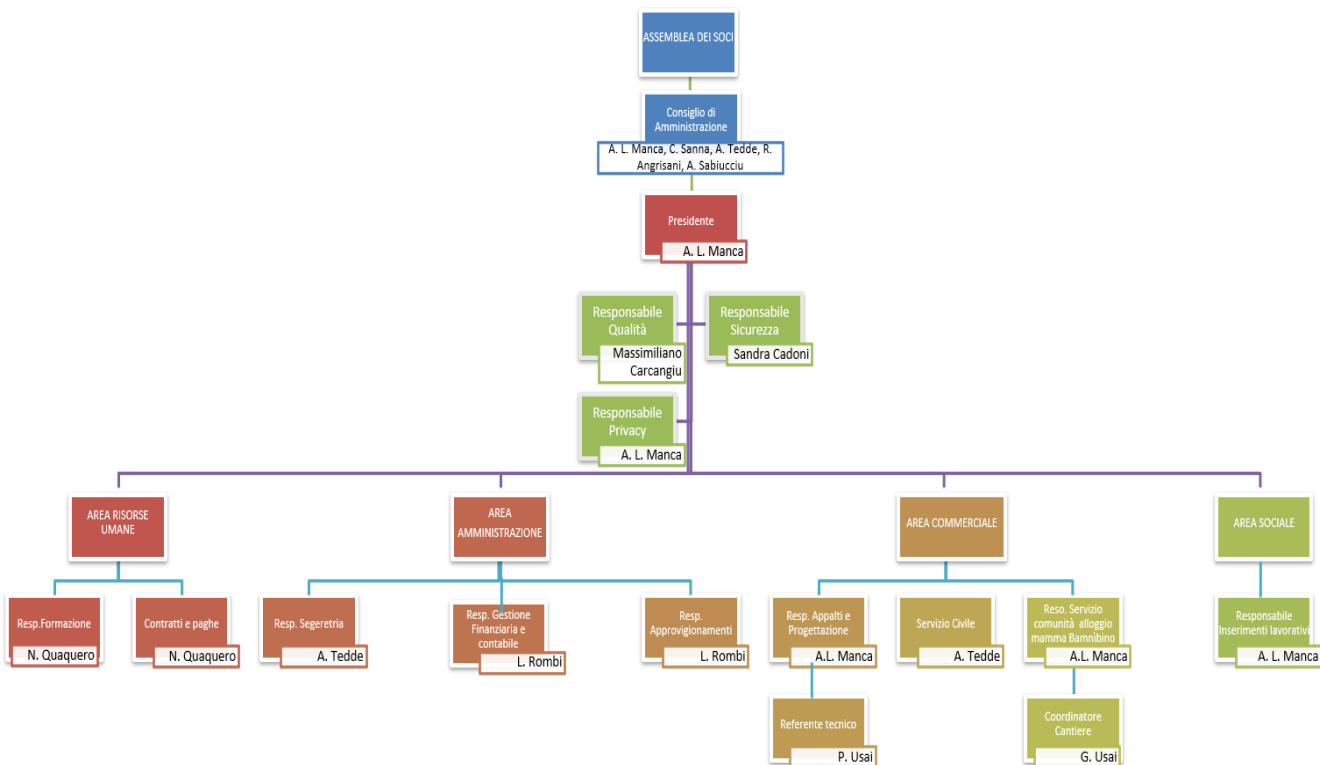 ASSEMBLEA DEI SOCI
Consiglio di
Amministrazione
A. L. Manca, C. Sanna, A. Tedde, R.
Angrisani, A. Sabiucciu
Presidente
A. L. Manca
Responsabile
Qualità
Massimiliano
Carcangiu
Responsabile
Sicurezza
Sandra Cadoni
Responsabile
Privacy
A. L. Manca
AREA RISORSE
UMANE
AREA
AMMINISTRAZIONE
AREA COMMERCIALE
AREA SOCIALE
Resp.Formazione
N. Quaquero
Contratti e paghe
N. Quaquero
Resp. Segeretria
A. Tedde
Resp. Gestione
Finanziaria e
contabile
L. Rombi
Resp.
Approvigionamenti
L. Rombi
Resp. Appalti e
Progettazione
A.L. Manca
Servizio Civile
A. Tedde
Reso. Servizio
comunità alloggio
mamma Bamnìbino
A.L. Manca
Responsabile
Inserimenti lavorativi
A. L. Manca
Referente tecnico
P. Usai
Coordinatore
Cantiere
G. Usai